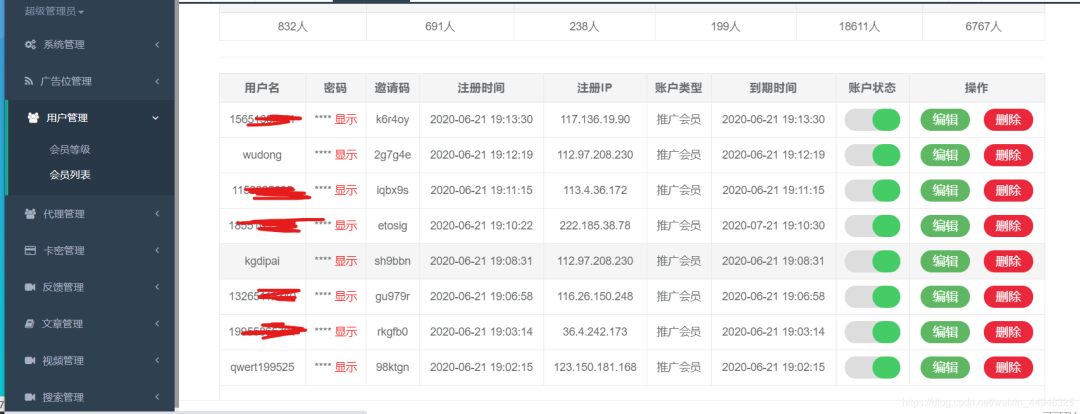 超级管理员
系统管理
广告位管理
用户管理
会员等级
会员列表
代理管理
卡密管理
反馈管理
文章管理
视频管理
搜索管理
832人 691人 238人 199人 18611人 6767人
用户名 密码 邀请码 注册时间 注册IP 账户类型 到期时间 账户状态 操作
**** 显示 k6r4oy 2020-06-21 19:13:30 117.136.19.90 推广会员 2020-06-21 19:13:30 编辑 删除
wudong **** 显示 2g7g4e 2020-06-21 19:12:19 112.97.208.230 推广会员 2020-06-21 19:12:19 编辑 删除
**** 显示 iqbx9s 2020-06-21 19:11:15 113.4.36.172 推广会员 2020-06-21 19:11:15 编辑 删除
**** 显示 etosig 2020-06-21 19:10:22 222.185.38.78 推广会员 2020-07-21 19:10:30 编辑 删除
kgdipai **** 显示 sh9bbn 2020-06-21 19:08:31 112.97.208.230 推广会员 2020-06-21 19:08:31 编辑 删除
**** 显示 gu979r 2020-06-21 19:06:58 116.26.150.248 推广会员 2020-06-21 19:06:58 编辑 删除
**** 显示 rkgfb0 2020-06-21 19:03:14 36.4.242.173 推广会员 2020-06-21 19:03:14 编辑 删除
qwert199525 **** 显示 98ktgn 2020-06-21 19:02:15 123.150.181.168 推广会员 2020-06-21 19:02:15 编辑 删除